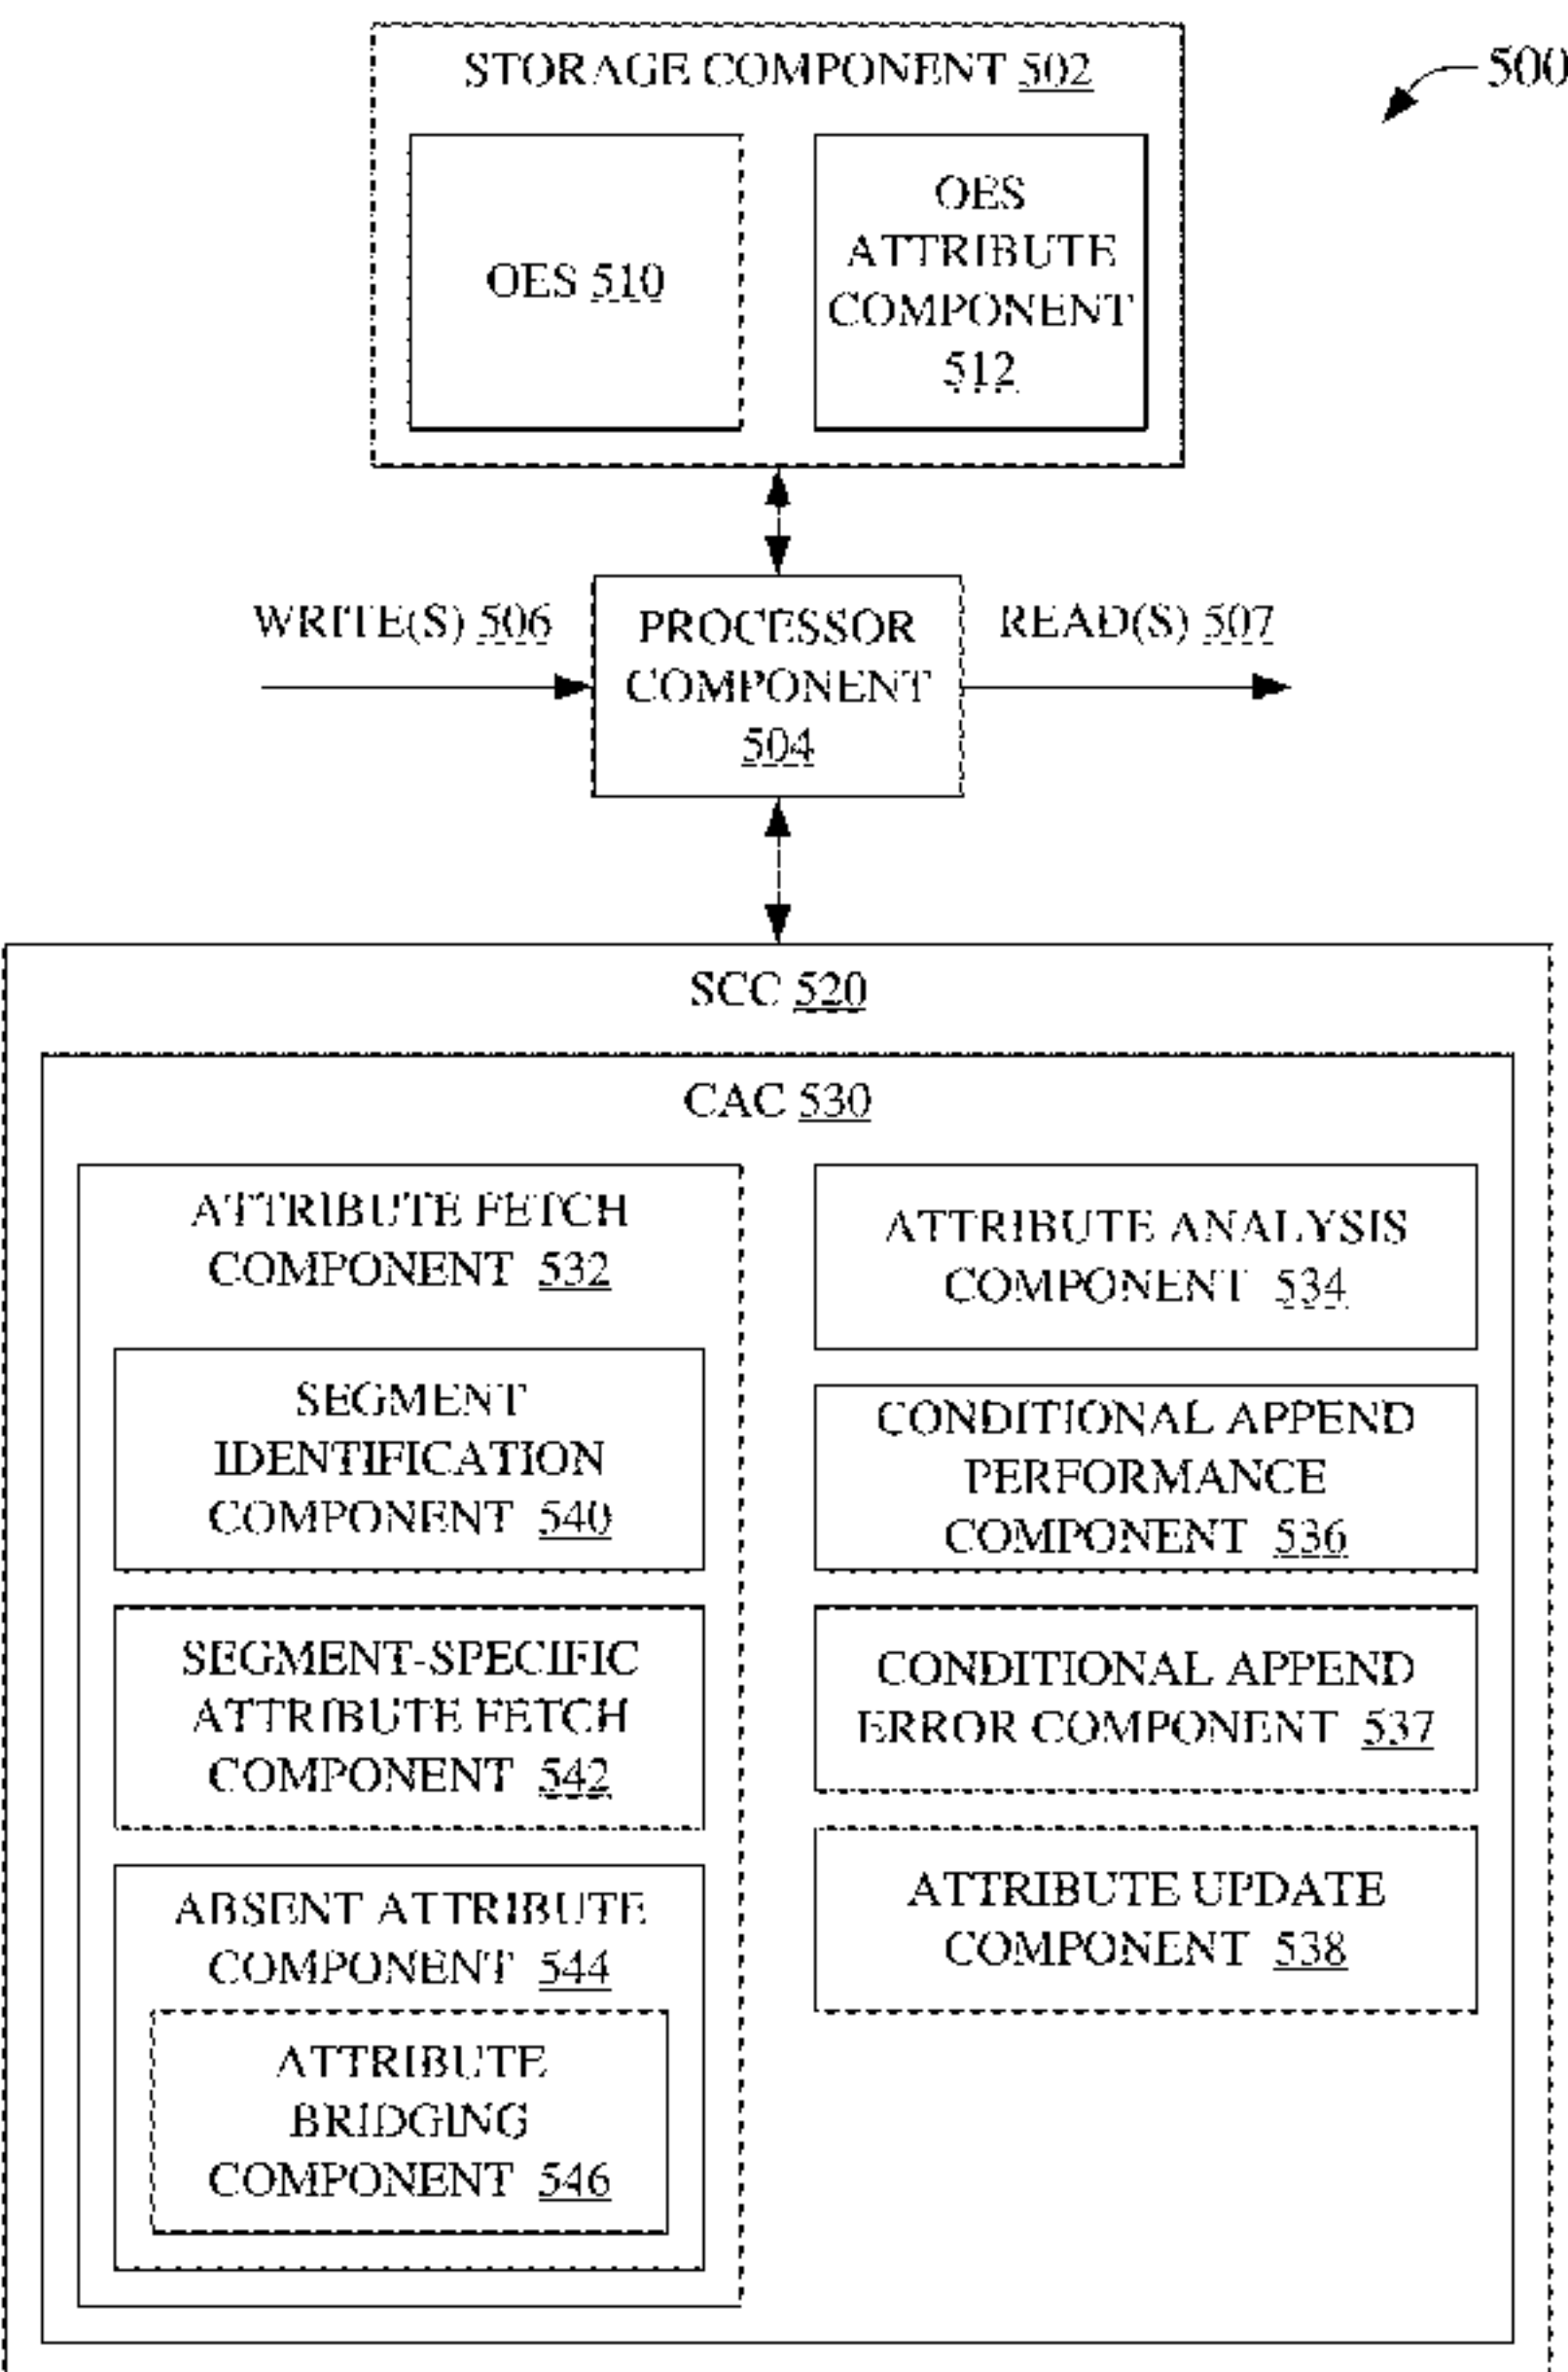 STORAGE COMPONENT 502
500
OES 510
OES
ATTRIBUTE
COMPONENT
512
WRITE(S) 506
PROCESSOR
COMPONENT
504
READ(S) 507
SCC 520
CAC 530
ATTRIBUTE FETCH
COMPONENT 532
SEGMENT
IDENTIFICATION
COMPONENT 540
SEGMENT-SPECIFIC
ATTRIBUTE FETCH
COMPONENT 542
ABSENT ATTRIBUTE
COMPONENT 544
ATTRIBUTE
BRIDGING
COMPONENT 546
ATTRIBUTE ANALYSIS
COMPONENT 534
CONDITIONAL APPEND
PERFORMANCE
COMPONENT 536
CONDITIONAL APPEND
ERROR COMPONENT 537
ATTRIBUTE UPDATE
COMPONENT 538